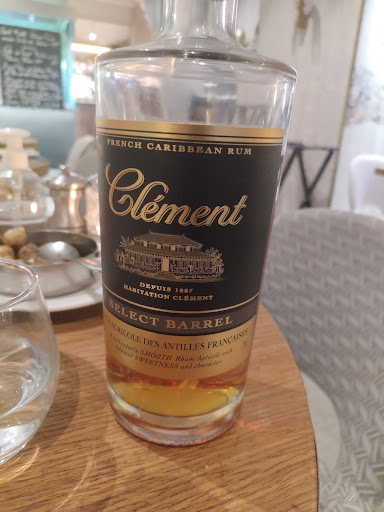 FRENCH CARIBBEAN RUM
Clément
DEPUIS 1887
HABITATION CLÉMENT
SELECT BARREL
AGRICOLE DES ANTILLES FRANÇAISES
SMOOTH Rhum Agricole with
SWEETNESS and character